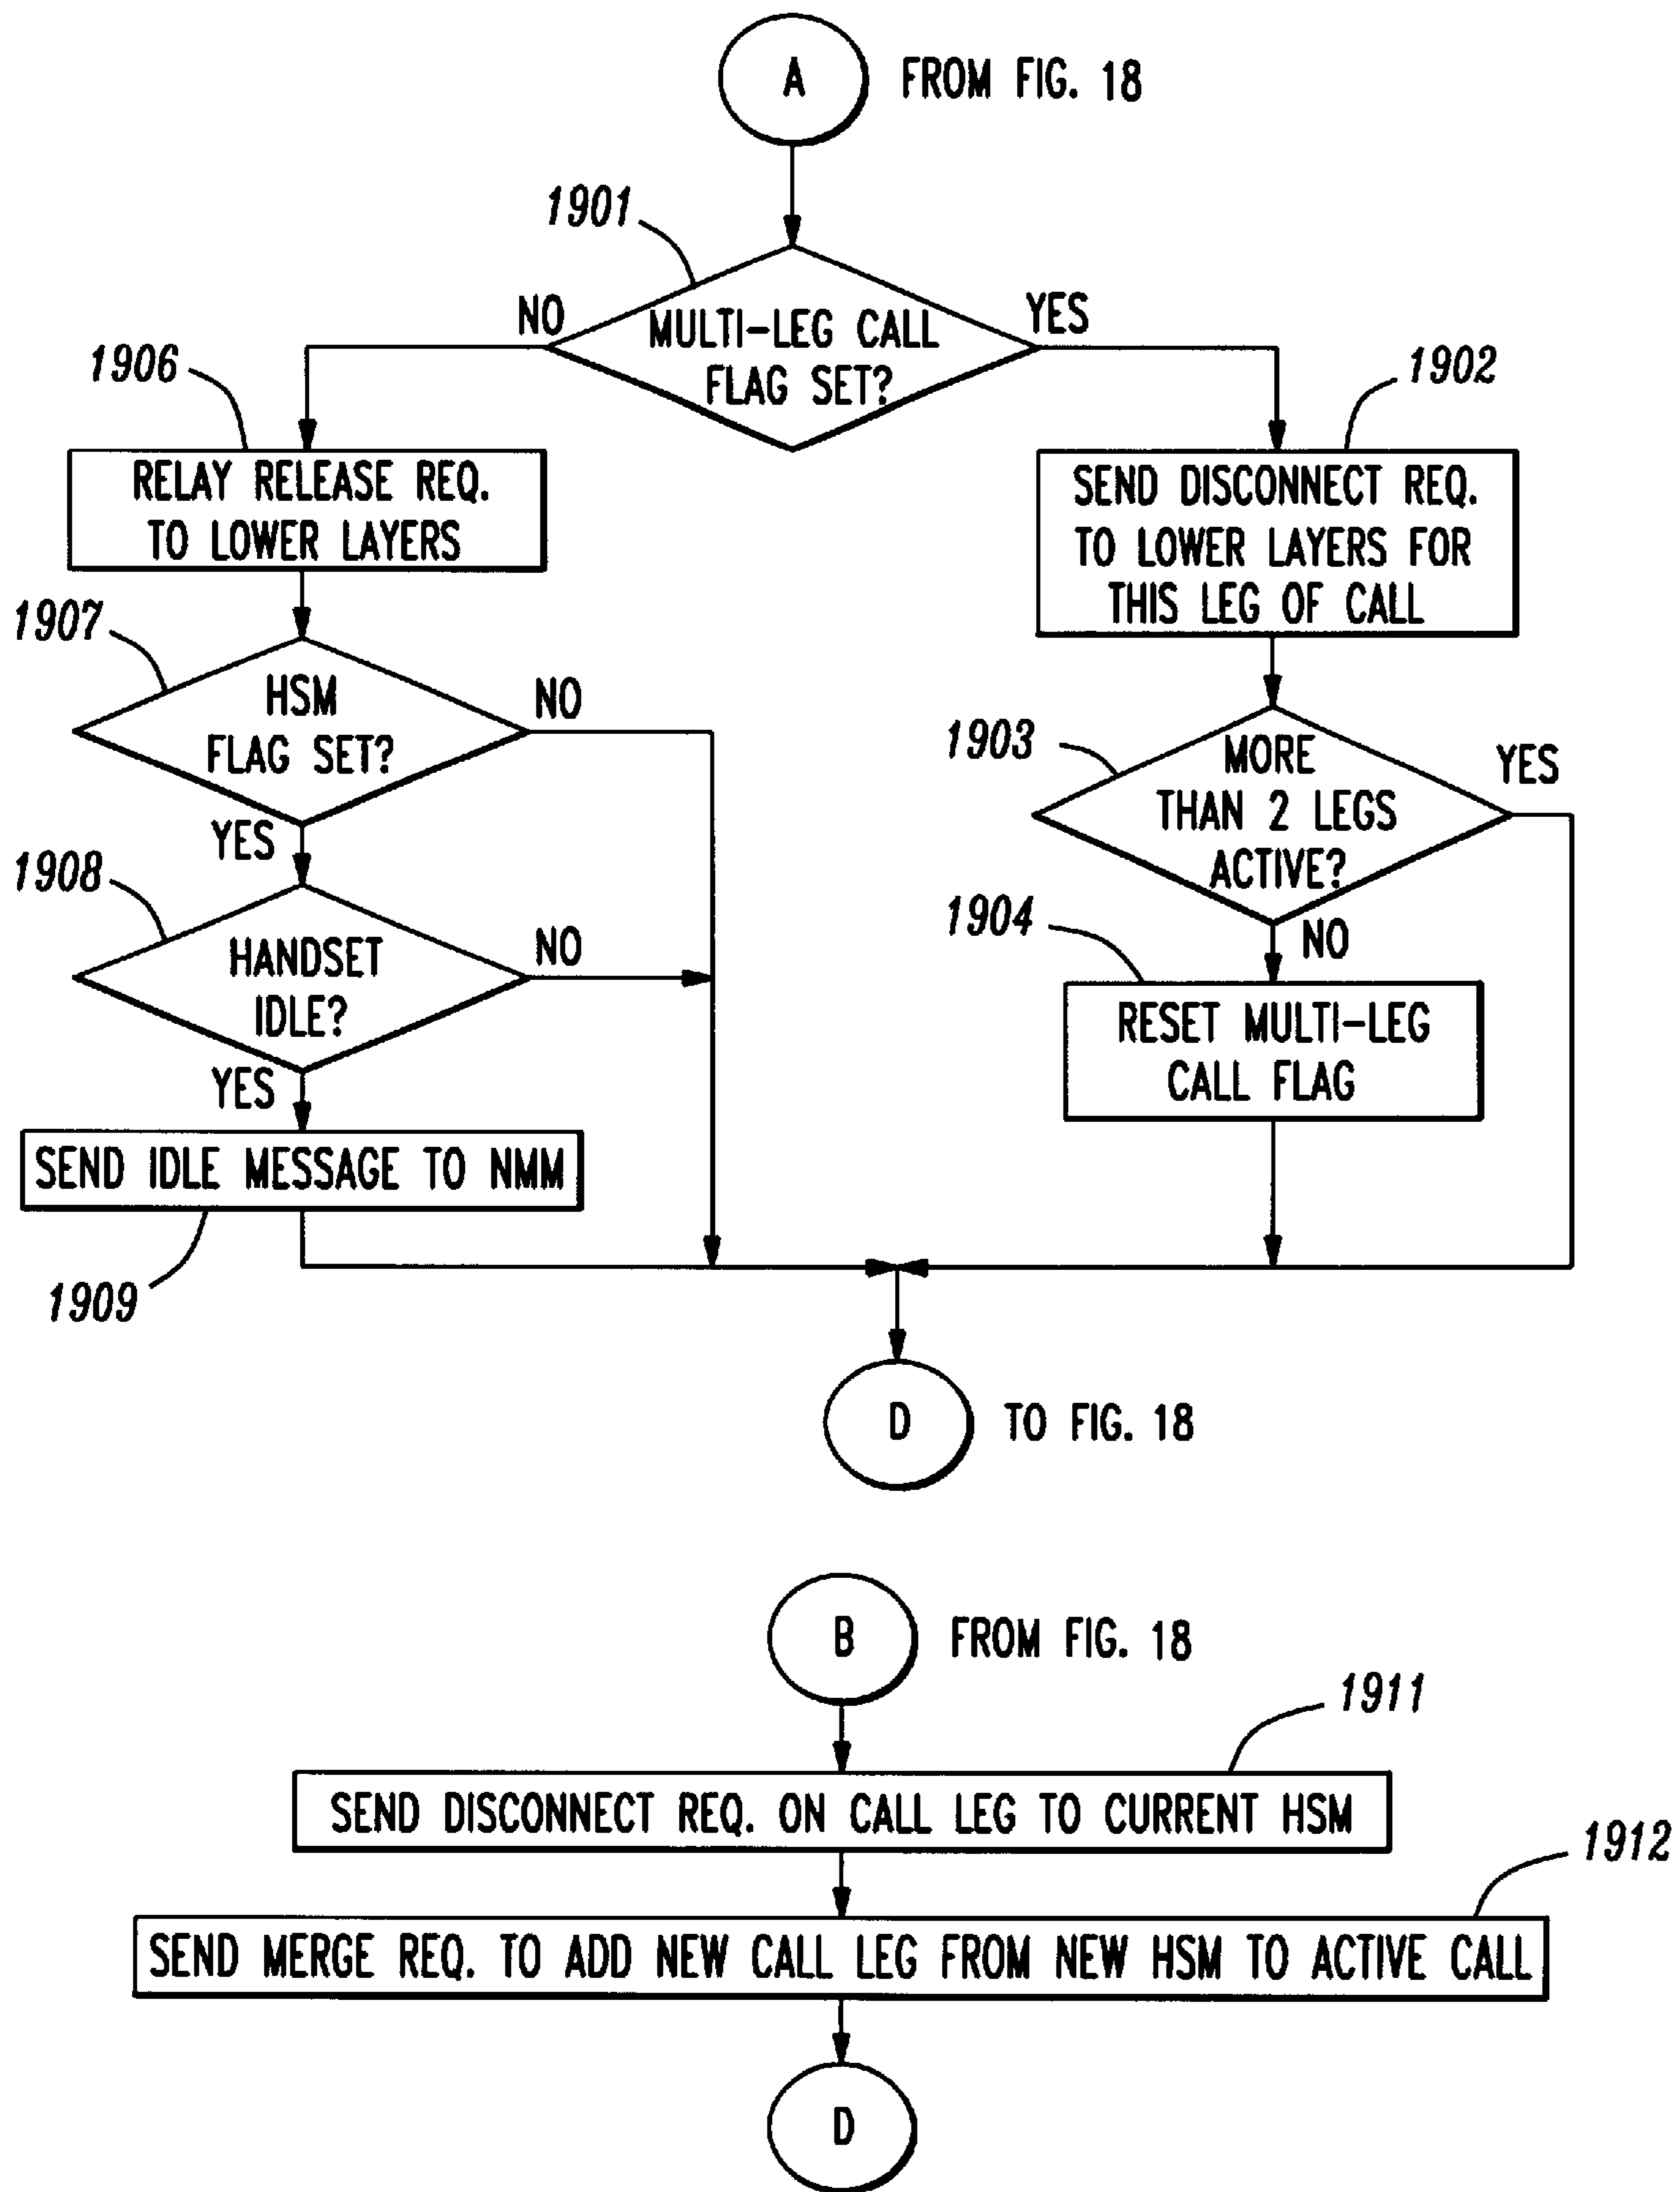 A FROM FIG. 18
1901
NO
MULTI-LEG CALL
FLAG SET?
YES
1906
1902
RELAY RELEASE REQ.
TO LOWER LAYERS
SEND DISCONNECT REQ.
TO LOWER LAYERS FOR
THIS LEG OF CALL
1907
HSM
FLAG SET?
NO
YES
1903
MORE
THAN 2 LEGS
ACTIVE?
YES
NO
1908
HANDSET
IDLE?
NO
YES
1904
RESET MULTI-LEG
CALL FLAG
SEND IDLE MESSAGE TO NMM
1909
D TO FIG. 18
B FROM FIG. 18
1911
SEND DISCONNECT REQ. ON CALL LEG TO CURRENT HSM
1912
SEND MERGE REQ. TO ADD NEW CALL LEG FROM NEW HSM TO ACTIVE CALL
D